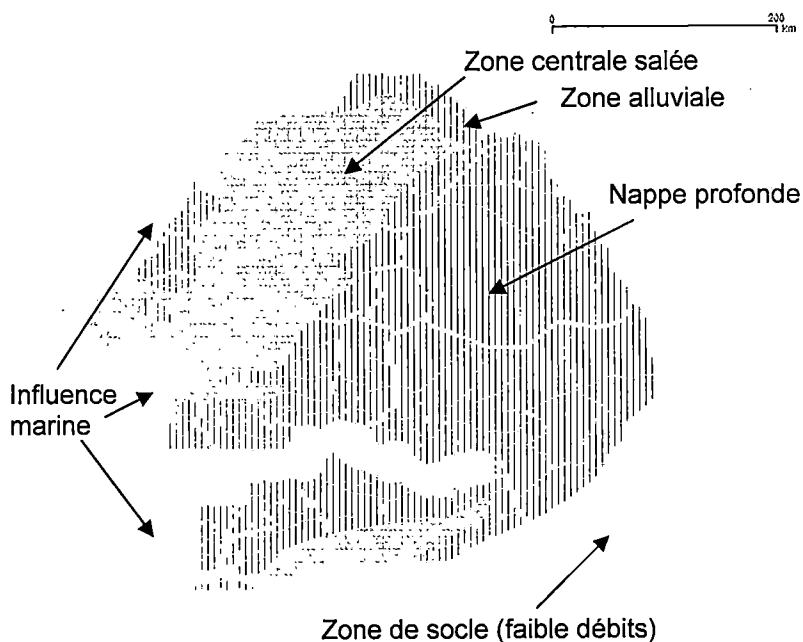 0 200
km
Zone centrale salée
Zone alluviale
Nappe profonde
Influence
marine
Zone de socle (faible débits)